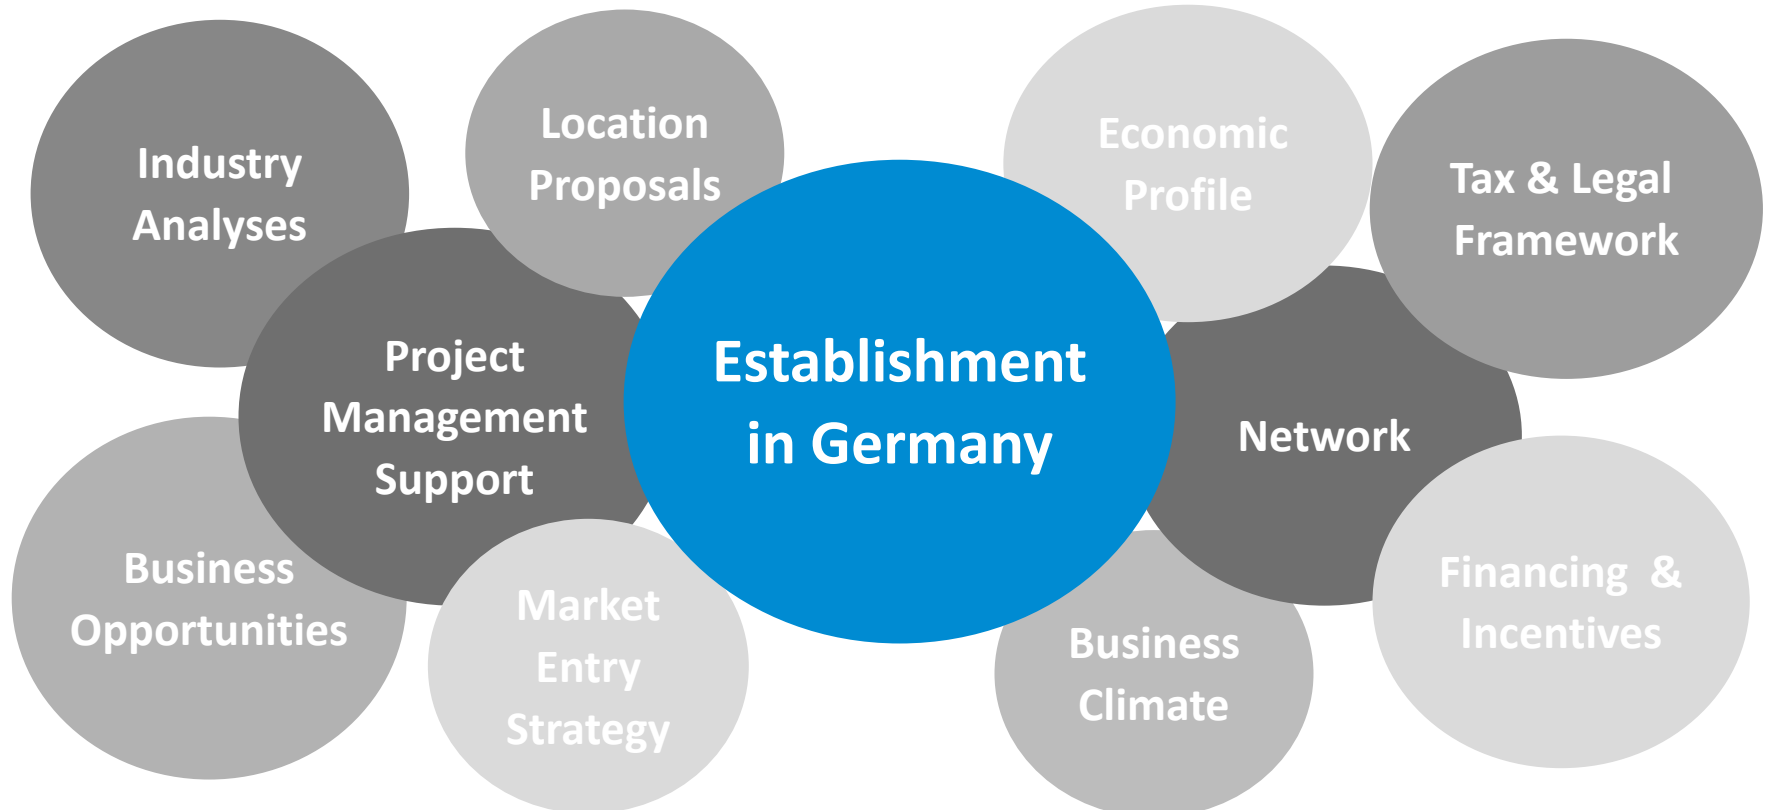 Industry
Analyses
Location
Proposals
Economic
Profile
Tax & Legal
Framework
Project
Management
Support
Establishment
in Germany
Network
Business
Opportunities
Market
Entry
Strategy
Business
Climate
Financing &
Incentives